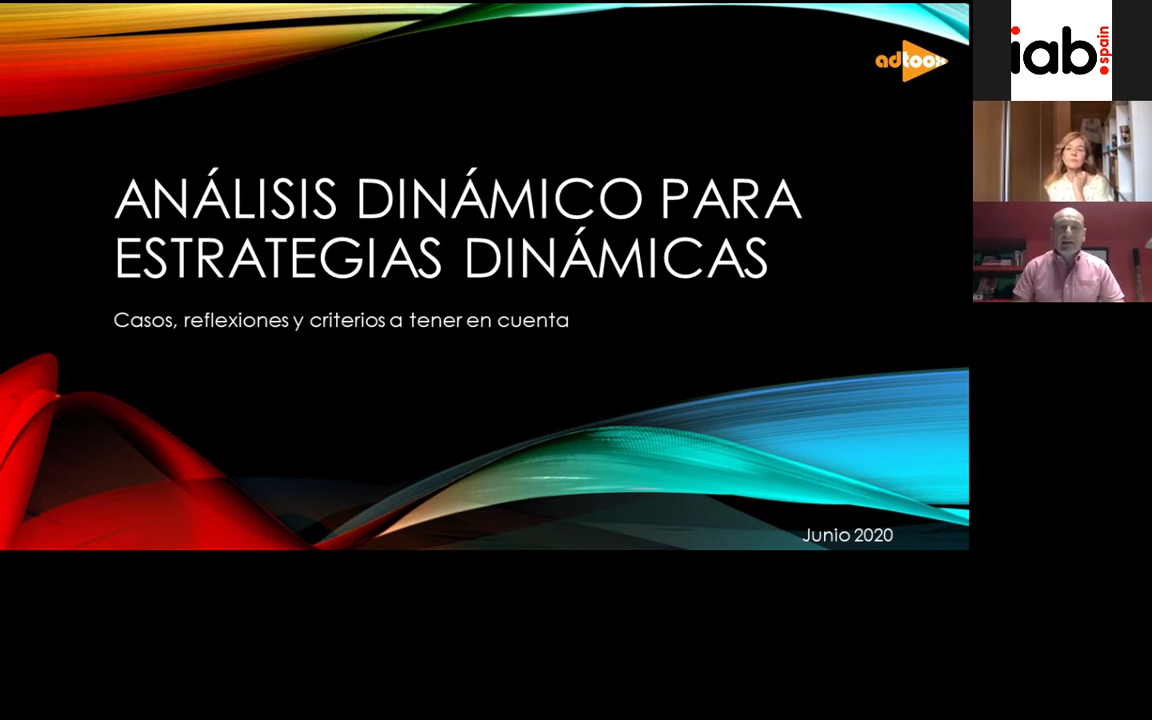 adtoox
iab
spain
ANÁLISIS DINÁMICO PARA
ESTRATEGIAS DINÁMICAS
Casos, reflexiones y criterios a tener en cuenta
Junio 2020